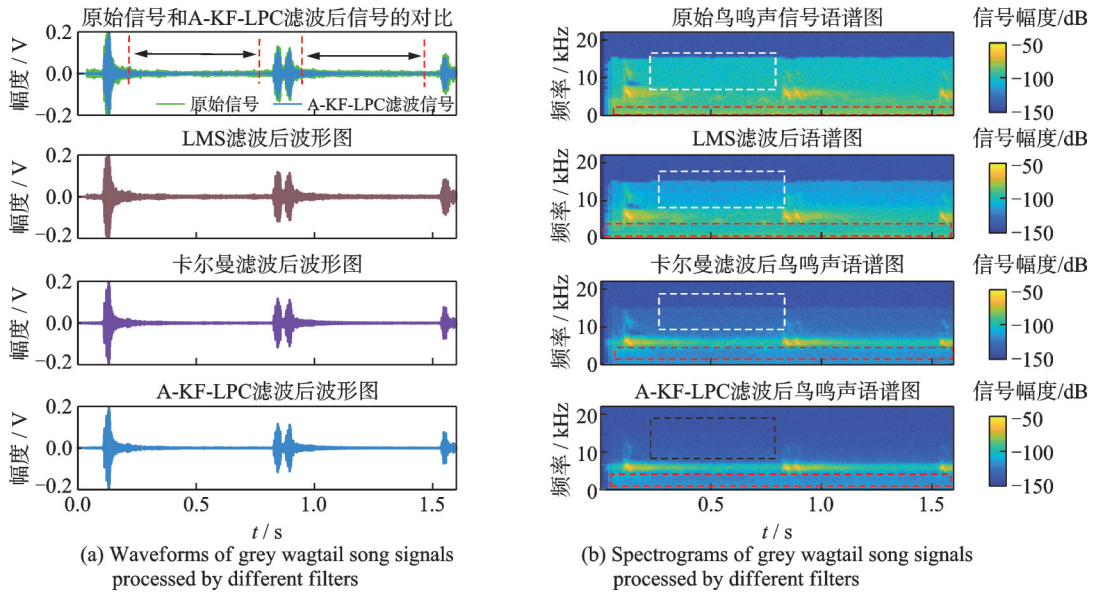 原始信号和A-KF-LPC滤波后信号的对比
0.2
0.0
−0.2
幅度 / V
原始信号
A-KF-LPC滤波信号
LMS滤波后波形图
0.2
0.0
−0.2
幅度 / V
卡尔曼滤波后波形图
0.2
0.0
−0.2
幅度 / V
A-KF-LPC滤波后波形图
0.2
0.0
−0.2
幅度 / V
0.0
0.5
1.0
1.5
t / s
(a) Waveforms of grey wagtail song signals
processed by different filters
原始鸟鸣声信号语谱图
信号幅度/dB
20
10
0
频率 / kHz
−50
−100
−150
LMS滤波后语谱图
信号幅度/dB
20
10
0
频率 / kHz
−50
−100
−150
卡尔曼滤波后鸟鸣声语谱图
信号幅度/dB
20
10
0
频率 / kHz
−50
−100
−150
A-KF-LPC滤波后鸟鸣声语谱图
信号幅度/dB
20
10
0
频率 / kHz
−50
−100
−150
0.5
1.0
1.5
t / s
(b) Spectrograms of grey wagtail song signals
processed by different filters